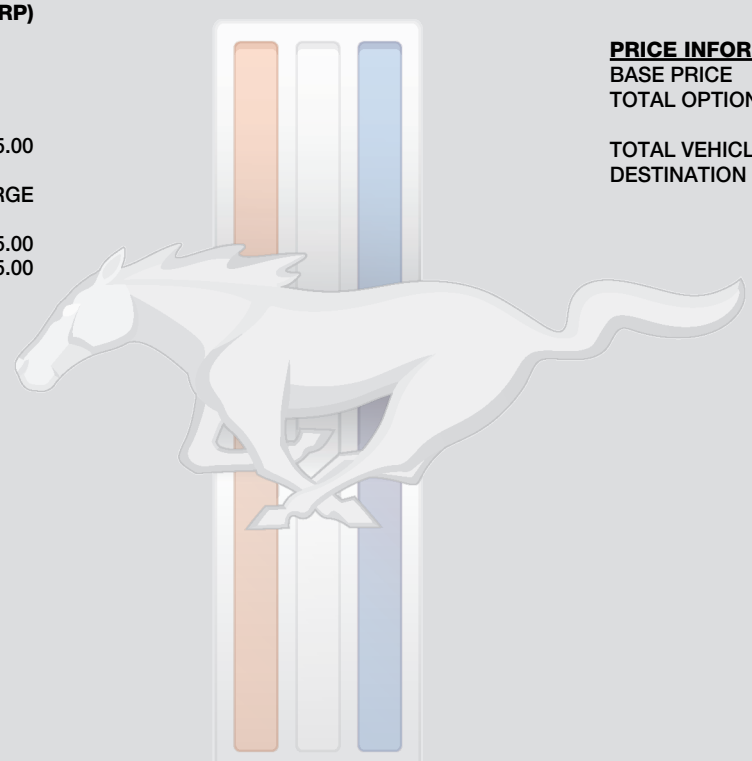 RP)
5.00
RGE
5.00
5.00
PRICE INFOR
BASE PRICE
TOTAL OPTION
TOTAL VEHICL
DESTINATION